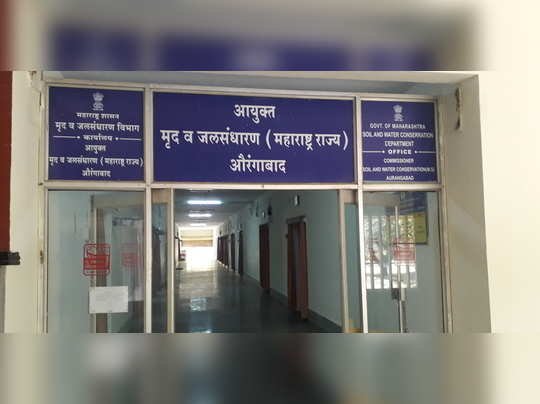 महाराष्ट्र शासन
मृद व जलसंधारण विभाग
कार्यालय
आयुक्त
मृद व जलसंधारण (महाराष्ट्र राज्य)
औरंगाबाद
आयुक्त
मृद व जलसंधारण (महाराष्ट्र राज्य)
औरंगाबाद
GOVT. OF MAHARASHTRA
SOIL AND WATER CONSERRVATION
DEPARTMENT
OFFICE
COMMISSIONER
SOIL AND WATER CONSERVATION(M.S)
AURANGABAD